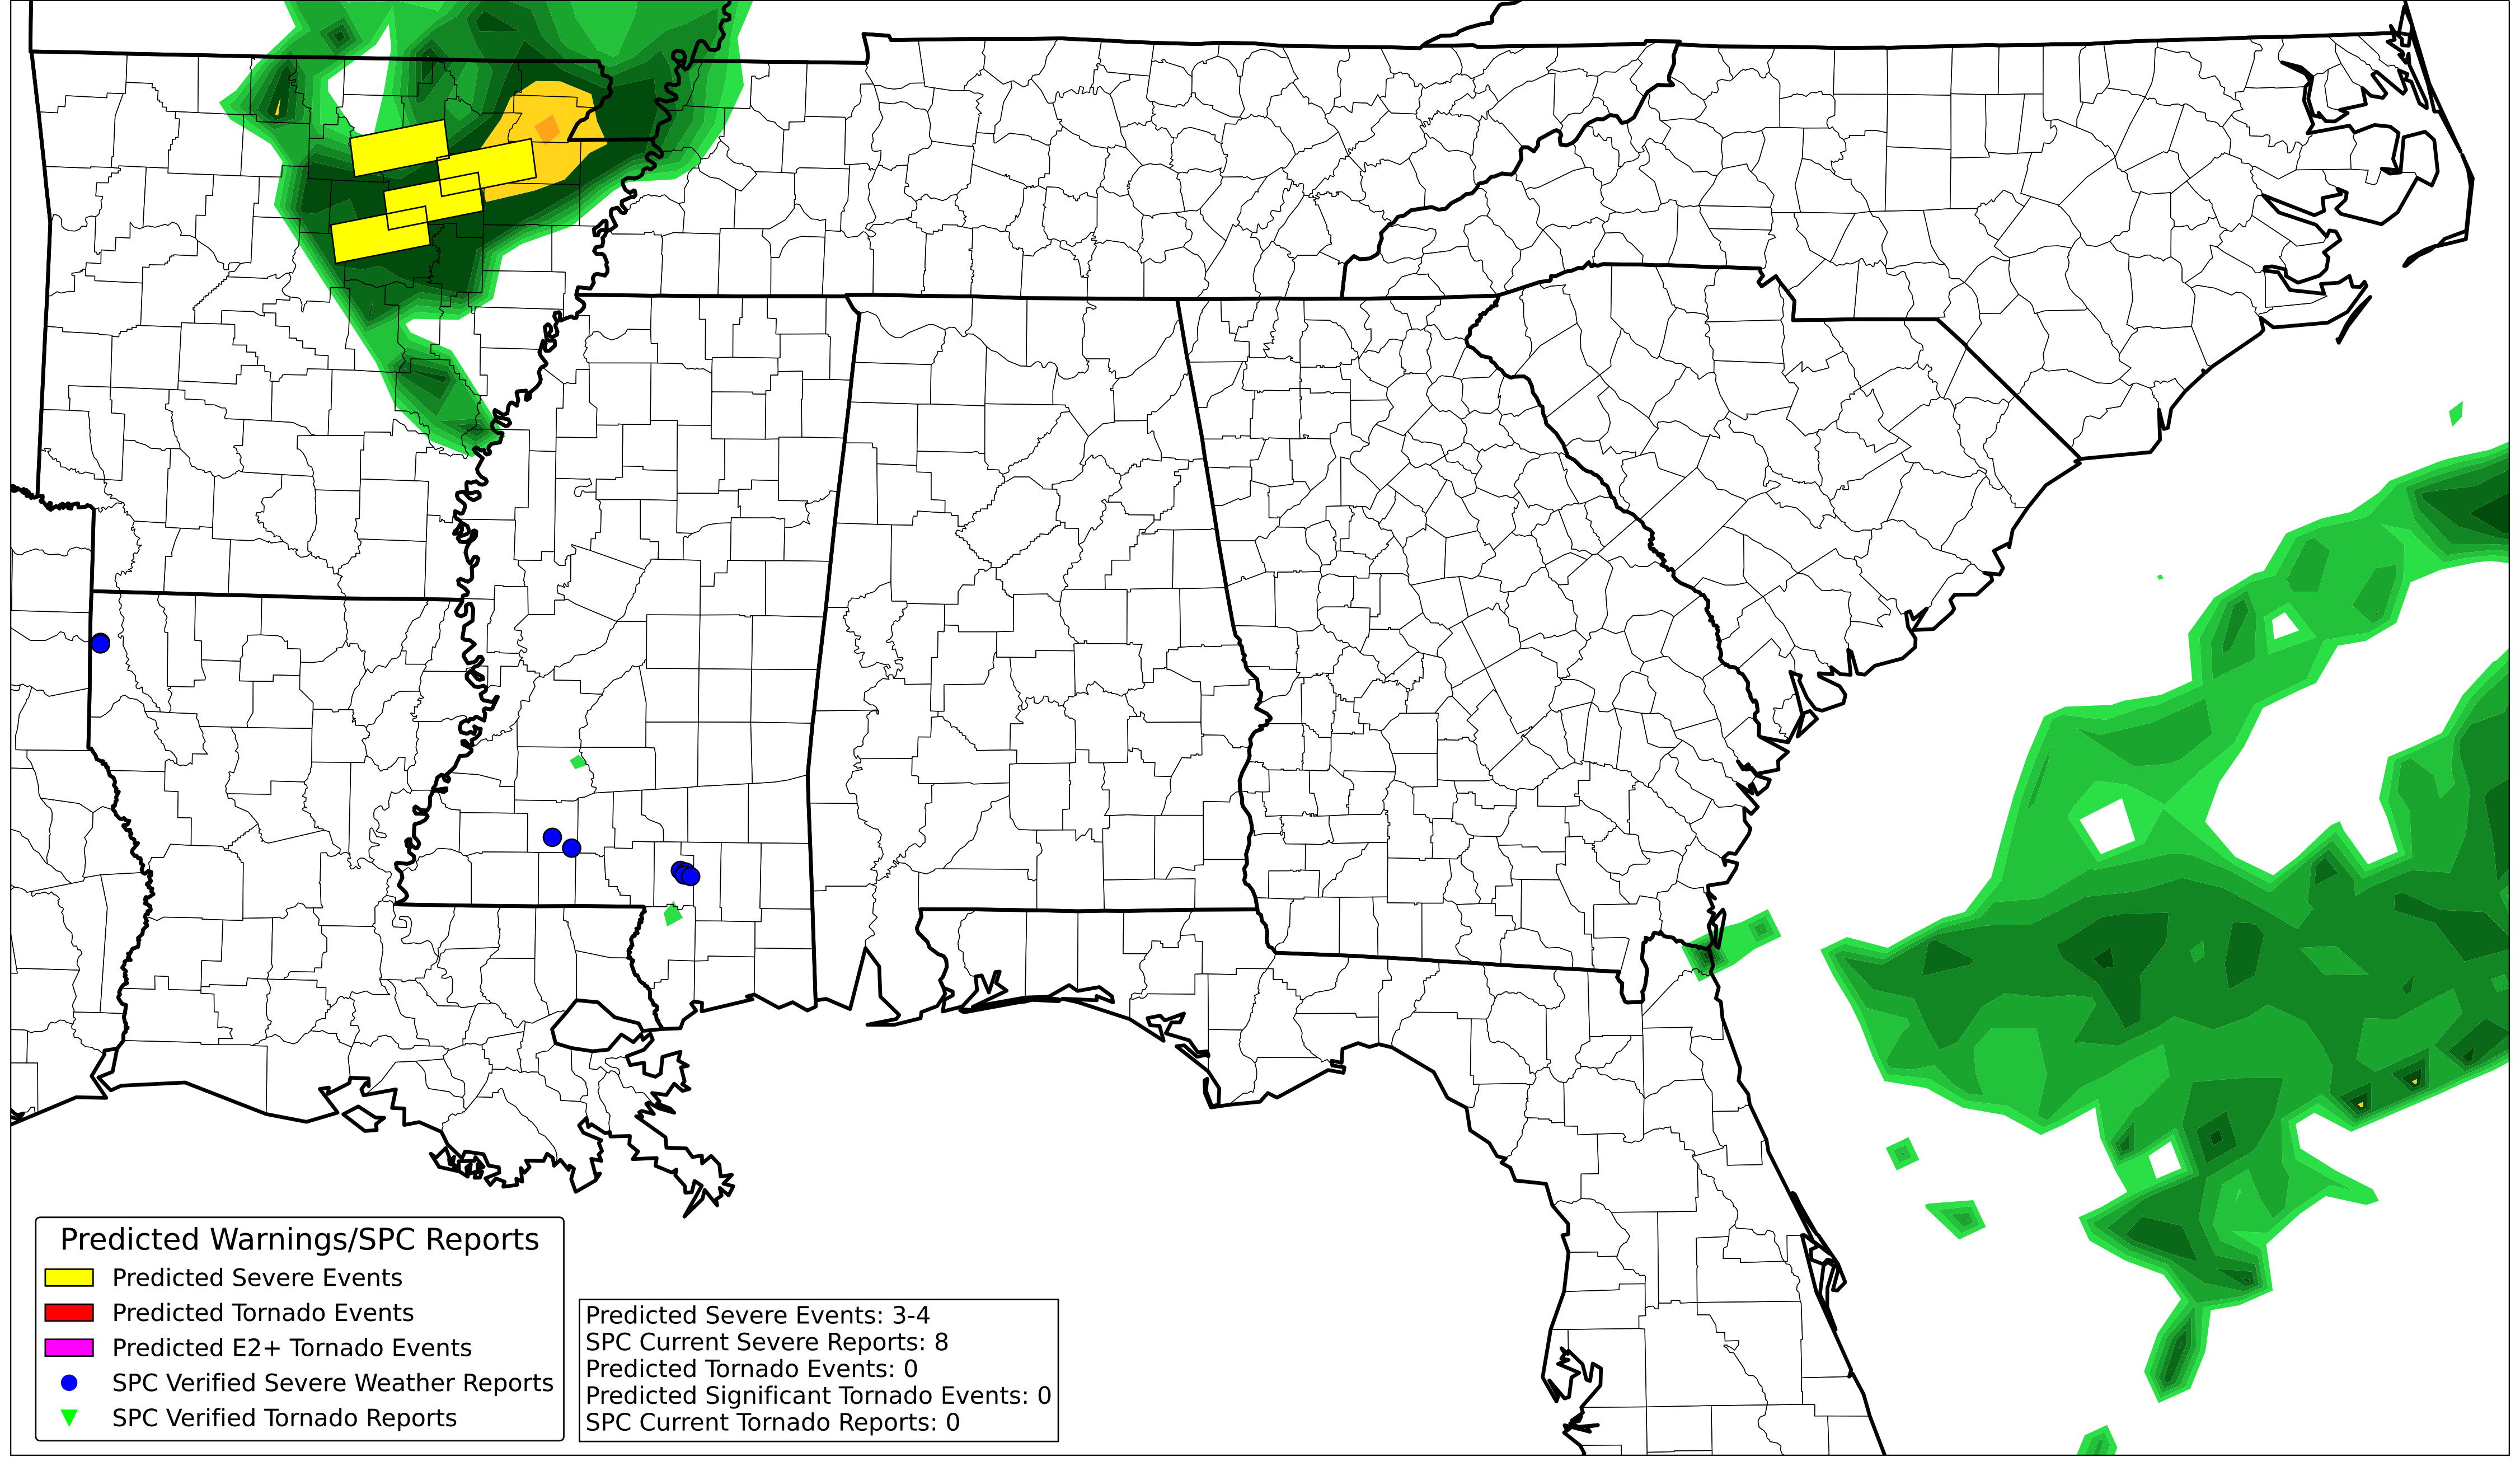 Predicted Warnings/SPC Reports
Predicted Severe Events
Predicted Tornado Events
Predicted E2+ Tornado Events
SPC Verified Severe Weather Reports
SPC Verified Tornado Reports
Predicted Severe Events: 3-4
SPC Current Severe Reports: 8
Predicted Tornado Events: 0
Predicted Significant Tornado Events: 0
SPC Current Tornado Reports: 0